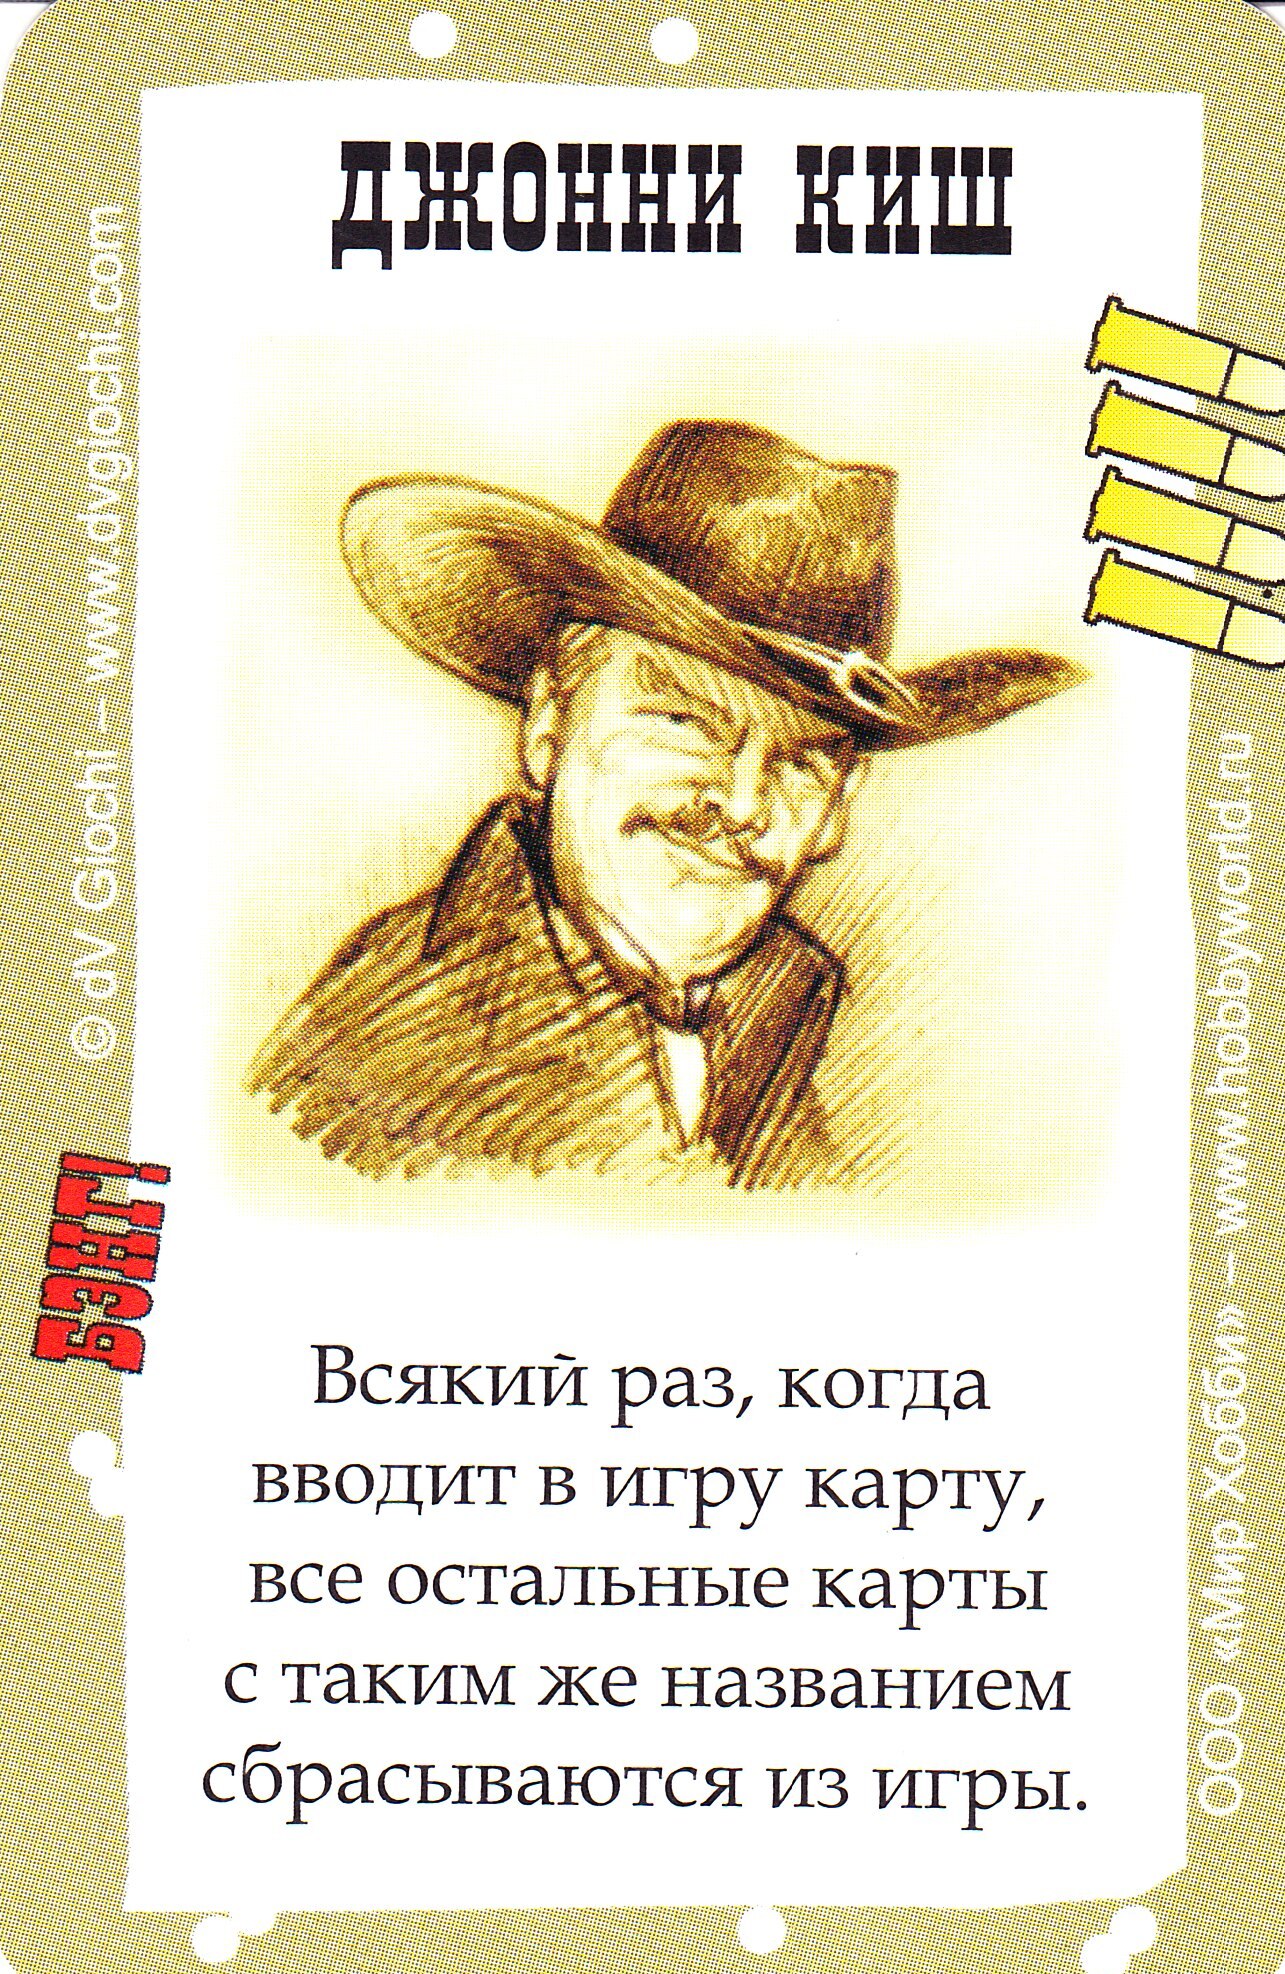 ДЖОННИ КИШ
© dV Giochi – www.dvgiochi.com
ООО «Мир Хобби» – www.hobbyworld.ru
БЭНГ!
Всякий раз, когда
вводит в игру карту,
все остальные карты
с таким же названием
сбрасываются из игры.